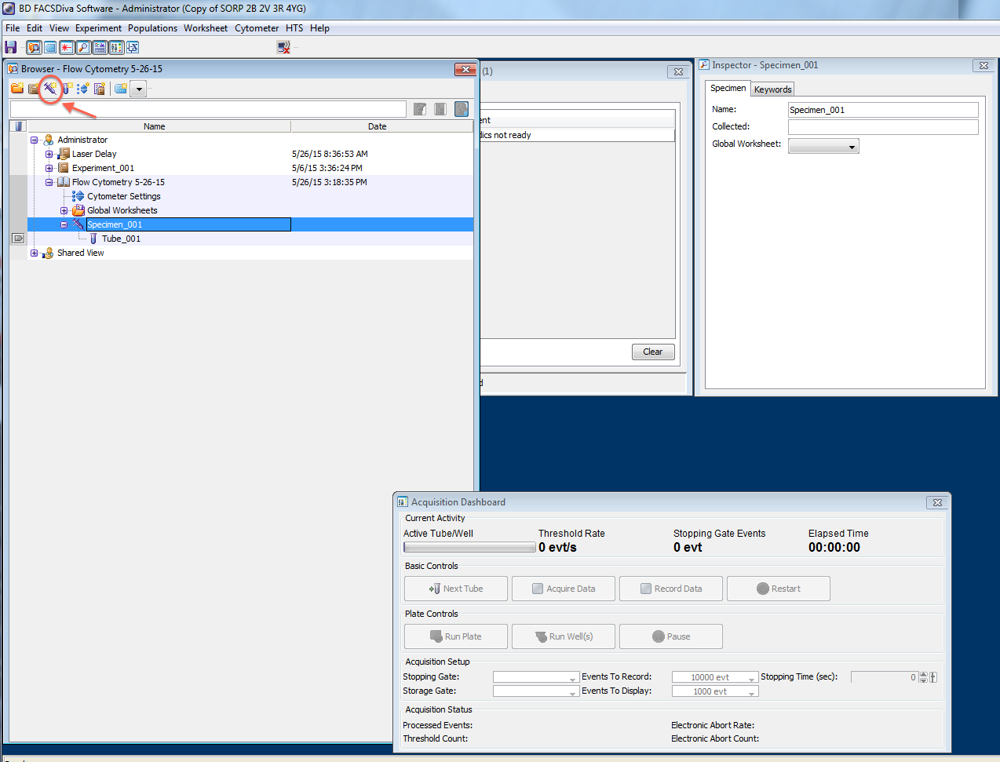 BD FACSDiva Software - Administrator (Copy of SORP 2B 2V 3R 4YG)
File Edit View Experiment Populations Worksheet Cytometer HTS Help
Browser - Flow Cytometry 5-26-15
Name Date
Administrator
Laser Delay 5/26/15 8:36:53 AM
Experiment_001 5/6/15 3:36:24 PM
Flow Cytometry 5-26-15 5/26/15 3:18:35 PM
Cytometer Settings
Global Worksheets
Specimen_001
Tube_001
Shared View
(1)
ent
dics not ready
Clear
d
Inspector - Specimen_001
Specimen Keywords
Name: Specimen_001
Collected:
Global Worksheet:
Acquisition Dashboard
Current Activity
Active Tube/Well Threshold Rate Stopping Gate Events Elapsed Time
0 evt/s 0 evt 00:00:00
Basic Controls
Next Tube Acquire Data Record Data Restart
Plate Controls
Run Plate Run Well(s) Pause
Acquisition Setup
Stopping Gate: Events To Record: 10000 evt Stopping Time (sec): 0
Storage Gate: Events To Display: 1000 evt
Acquisition Status
Processed Events: Electronic Abort Rate:
Threshold Count: Electronic Abort Count: